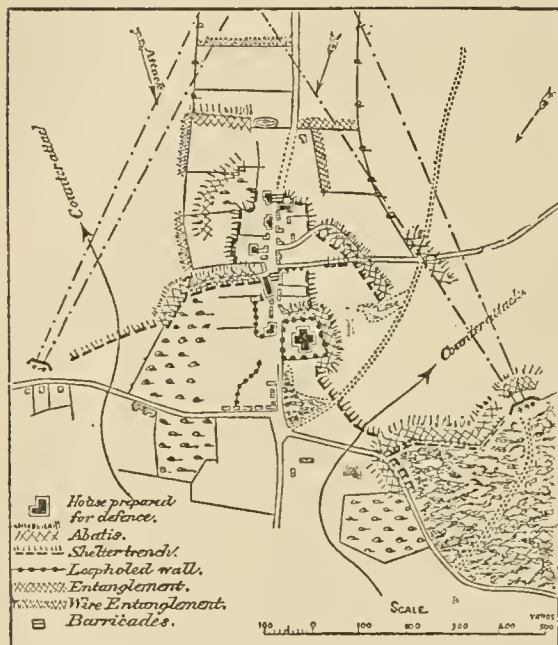 Attack
Counterattack
Counterattack
House prepared
for defence.
Abatis.
Shelter trench.
Loopholed wall.
Entanglement.
Wire Entanglement.
Barricades.
SCALE
YARDS
100 0 100 200 300 400 500